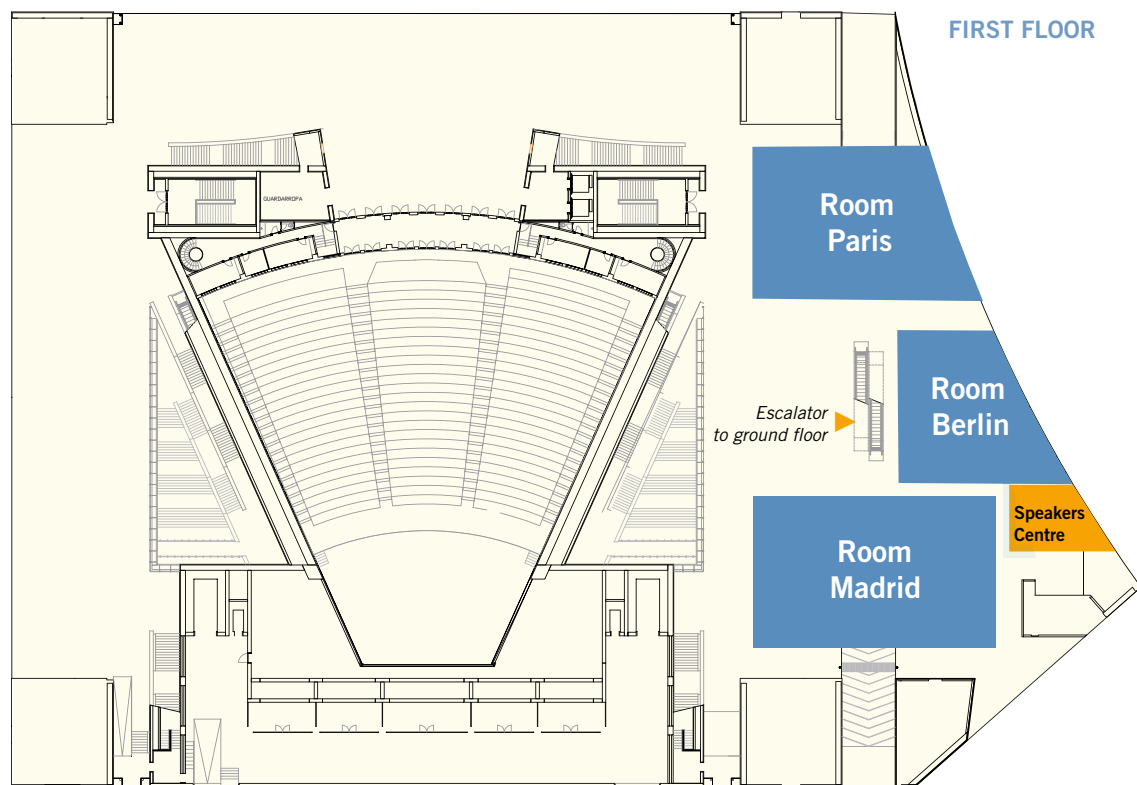 FIRST FLOOR
GUARDARROPA
Room
Paris
Room
Berlin
Escalator
to ground floor
Speakers
Centre
Room
Madrid